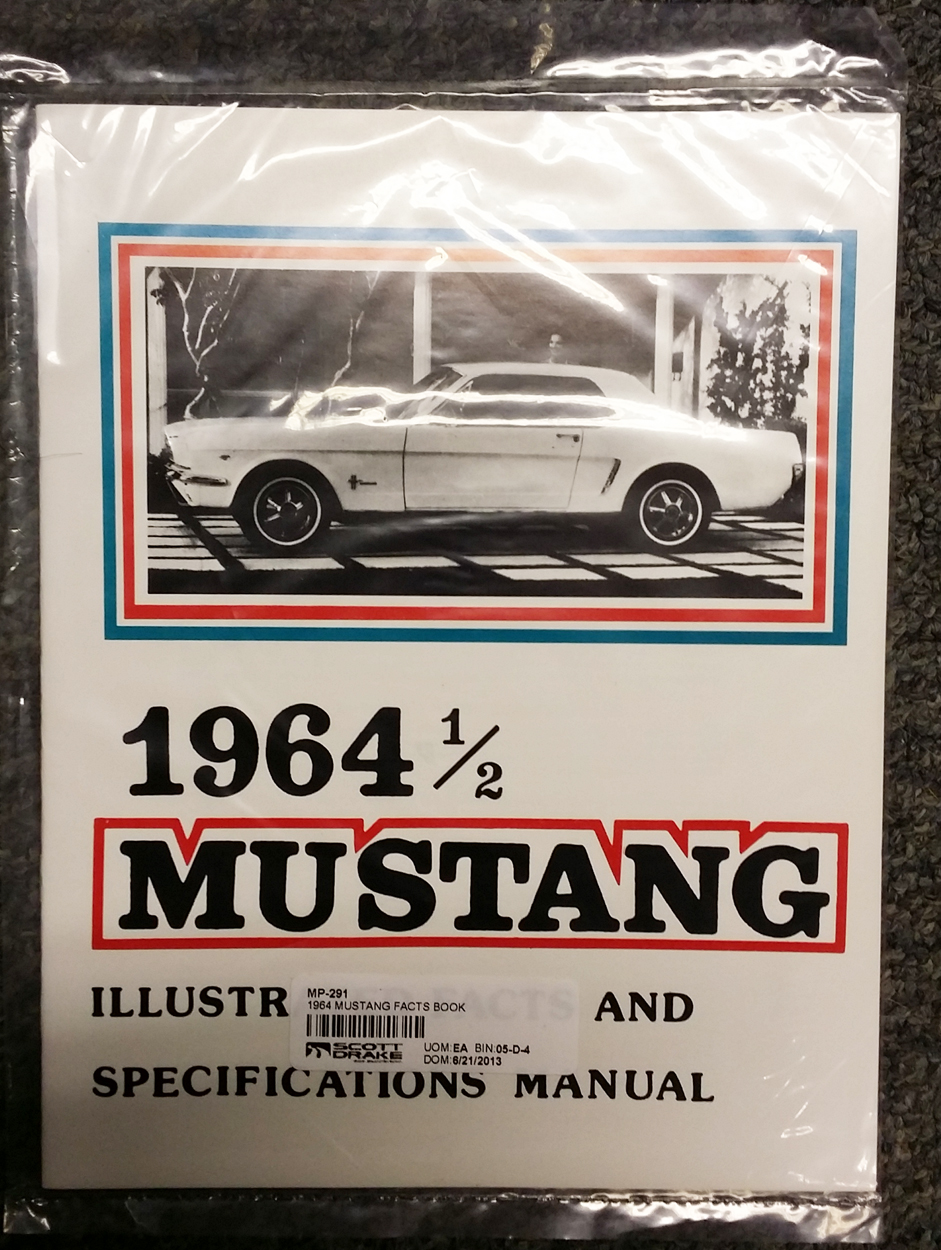 1964 ½
MUSTANG
ILLUSTR FACTS AND
MP-291
1964 MUSTANG FACTS BOOK
SCOTT
DRAKE
UOM:EA BIN:05-D-4
DOM:6/21/2013
SPECIFICATIONS MANUAL